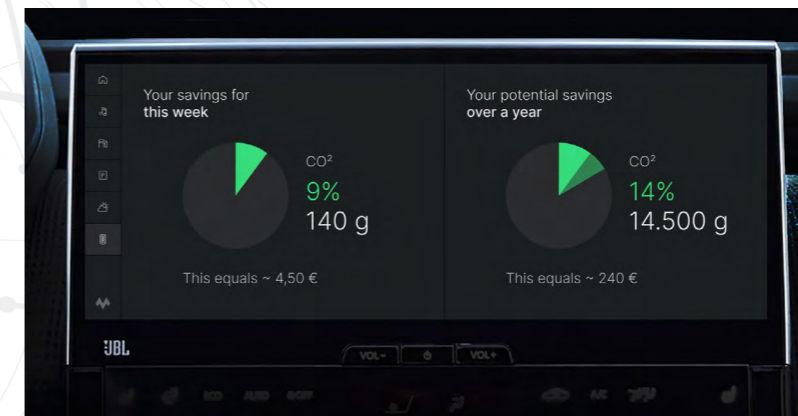 Your savings for
this week
CO²
9%
140 g
This equals ~ 4,50 €
Your potential savings
over a year
CO²
14%
14.500 g
This equals ~ 240 €
JBL
VOL-
VOL+
ECO
AUTO
A/C